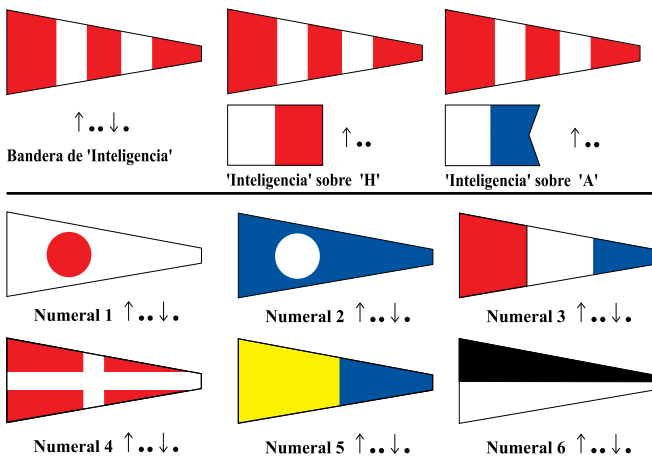 Bandera de 'Inteligencia'
'Inteligencia' sobre 'H'
'Inteligencia' sobre 'A'
Numeral 1
Numeral 2
Numeral 3
Numeral 4
Numeral 5
Numeral 6